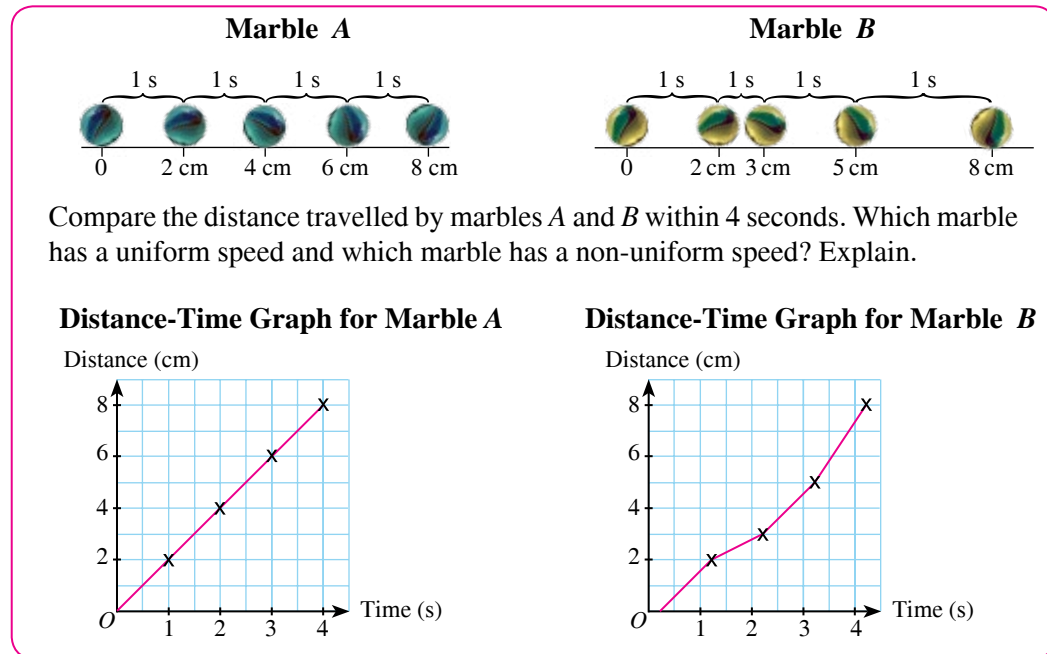 Marble A
1 s 1 s 1 s 1 s
0 2 cm 4 cm 6 cm 8 cm
Marble B
1 s 1 s 1 s 1 s
0 2 cm 3 cm 5 cm 8 cm
Compare the distance travelled by marbles A and B within 4 seconds. Which marble
has a uniform speed and which marble has a non-uniform speed? Explain.
Distance-Time Graph for Marble A
Distance (cm)
8
6
4
2
O 1 2 3 4 Time (s)
Distance-Time Graph for Marble B
Distance (cm)
8
6
4
2
O 1 2 3 4 Time (s)